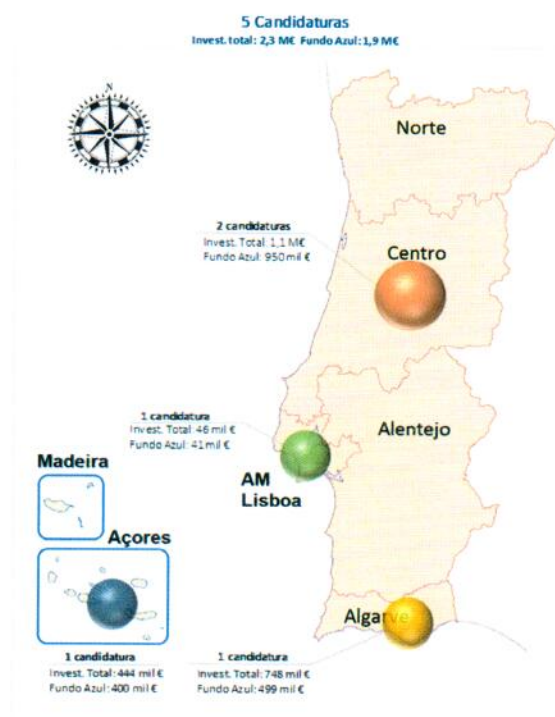 5 Candidaturas
Invest. total: 2,3 M€ Fundo Azul: 1,9 M€
N
Norte
2 candidaturas
Invest. Total: 1,1 M€
Fundo Azul: 950 mil €
Centro
1 candidatura
Invest. Total: 46 mil €
Fundo Azul: 41 mil €
Alentejo
AM
Lisboa
Madeira
Açores
Algarve
1 candidatura
Invest. Total: 444 mil €
Fundo Azul: 400 mil €
1 candidatura
Invest. Total: 748 mil €
Fundo Azul: 499 mil €